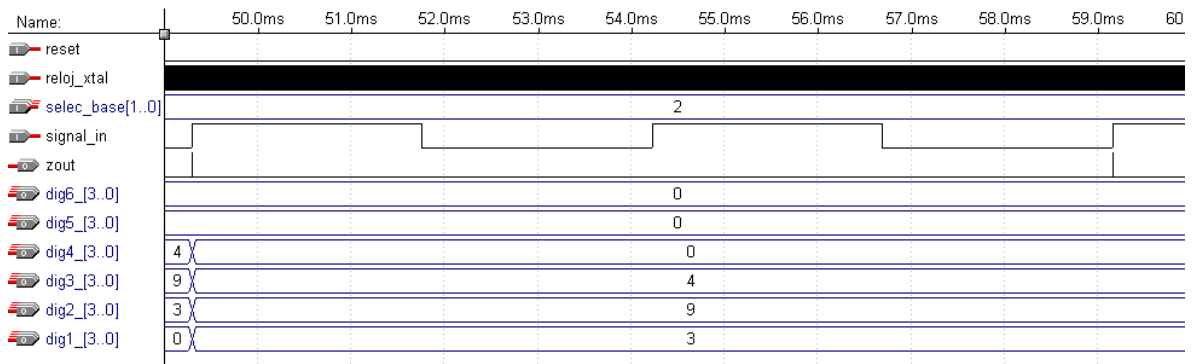 Name: 50.0ms 51.0ms 52.0ms 53.0ms 54.0ms 55.0ms 56.0ms 57.0ms 58.0ms 59.0ms 60
reset
reloj_xtal
selec_base[1..0] 2
signal_in
zout
dig6_[3..0] 0
dig5_[3..0] 0
dig4_[3..0] 4 0
dig3_[3..0] 9 4
dig2_[3..0] 3 9
dig1_[3..0] 0 3